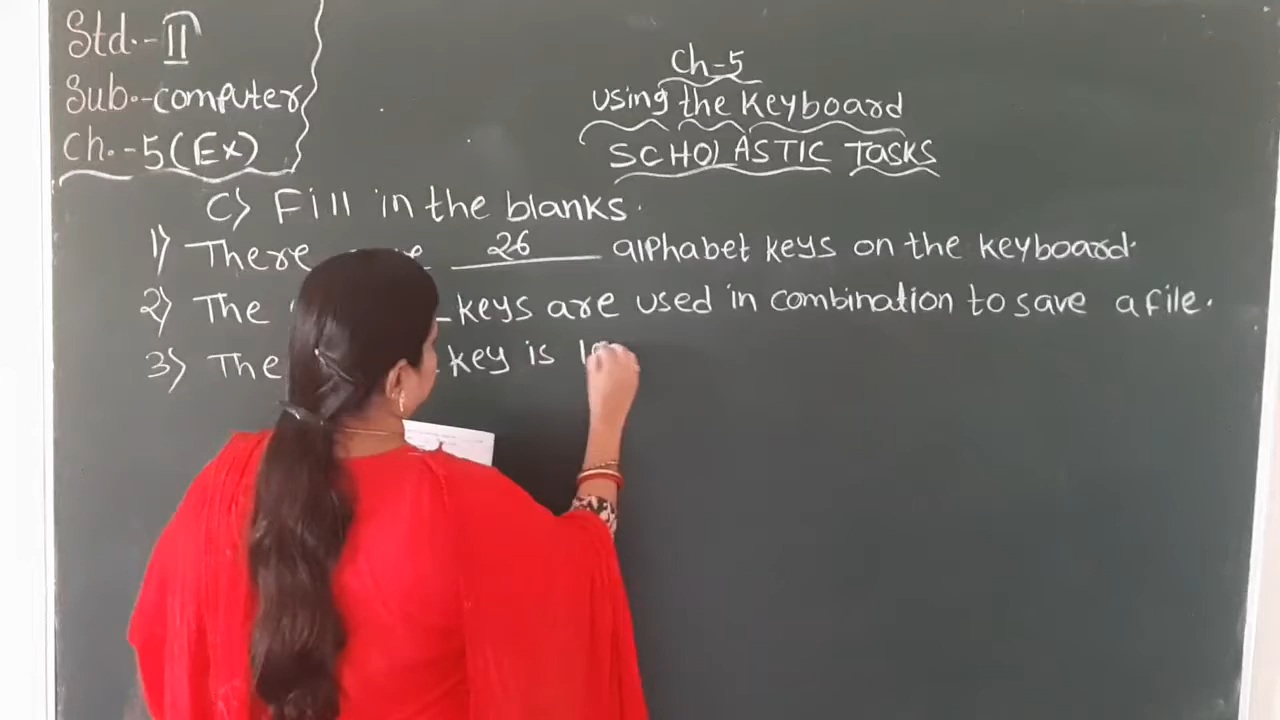 Std.-II
Sub.-computer
Ch.-5(Ex)
Ch-5
using the keyboard
SCHOLASTIC TASKS
C) Fill in the blanks.
1) There 26 alphabet keys on the keyboard.
2) The keys are used in combination to save a file.
3) The key is